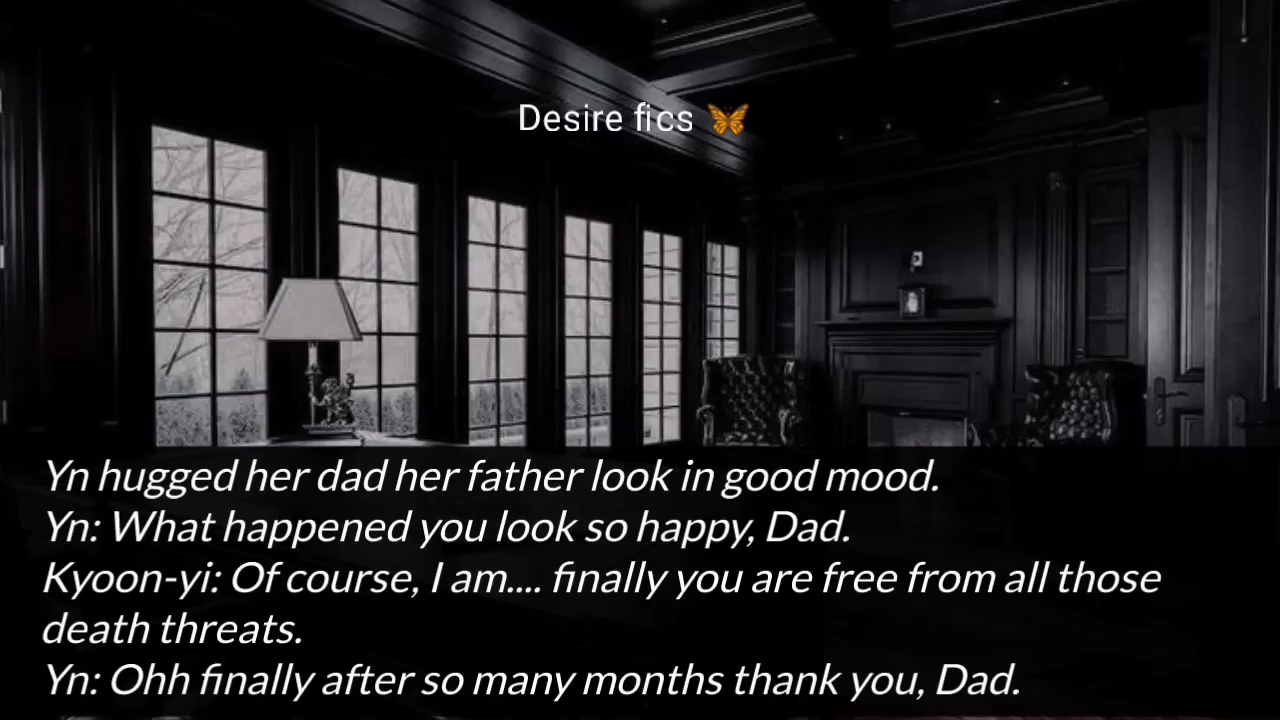 Desire fics 🦋
Yn hugged her dad her father look in good mood.
Yn: What happened you look so happy, Dad.
Kyoon-yi: Of course, I am.... finally you are free from all those
death threats.
Yn: Ohh finally after so many months thank you, Dad.